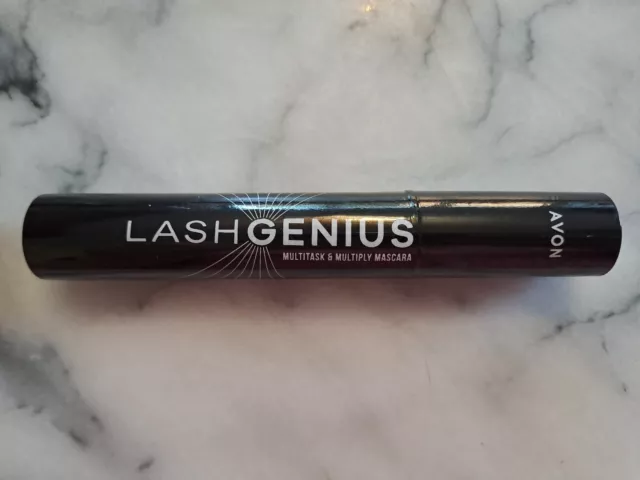 LASHGENIUS
MULTITASK & MULTIPLY MASCARA
AVON